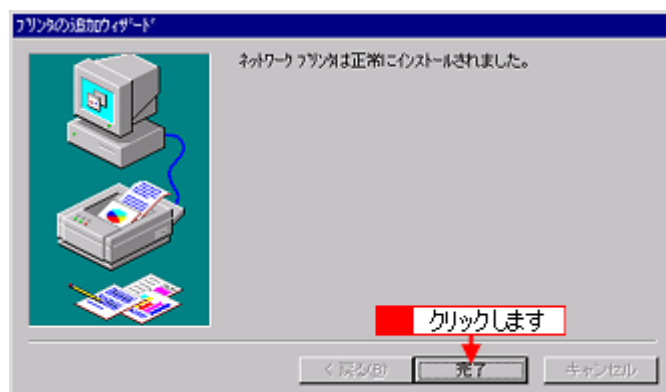 プリンタの追加ウィザード
ネットワーク プリンタは正常にインストールされました。
クリックします
< 戻る(B)
完了
キャンセル